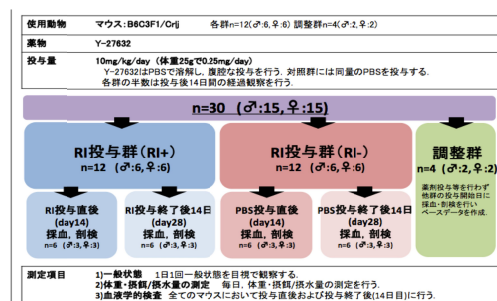 使用動物 マウス：B6C3F1/Crlj 各群n=12(♂:6,♀:6) 調整群n=4(♂:2,♀:2)
薬物 Y-27632
投与量 10mg/kg/day (体重25gで0.25mg/day)
Y-27632はPBSで溶解し，腹腔的投与を行う．対照群には同量のPBSを投与する．
各群の半数は投与後14日間の経過観察を行う．
n=30 (♂:15,♀:15)
RI投与群(RI+)
n=12 (♂:6,♀:6)
RI投与直後
(day14)
採血，剖検
n=6 (♂:3,♀:3)
RI投与終了後14日
(day28)
採血，剖検
n=6 (♂:3,♀:3)
RI投与群(RI-)
n=12 (♂:6,♀:6)
PBS投与直後
(day14)
採血，剖検
n=6 (♂:3,♀:3)
PBS投与終了後14日
(day28)
採血，剖検
n=6 (♂:3,♀:3)
調整群
n=4 (♂:2,♀:2)
薬剤投与等を行わず
他群の投与開始日に
採血・剖検を行い
ベースデータを作成．
測定項目 1)一般状態 1日1回一般状態を目視で観察する．
2)体重・摂餌/摂水量の測定 毎日，体重・摂餌/摂水量の測定を行う．
3)血液学的検査 全てのマウスにおいて投与直後および投与終了後(14日目)に行う．